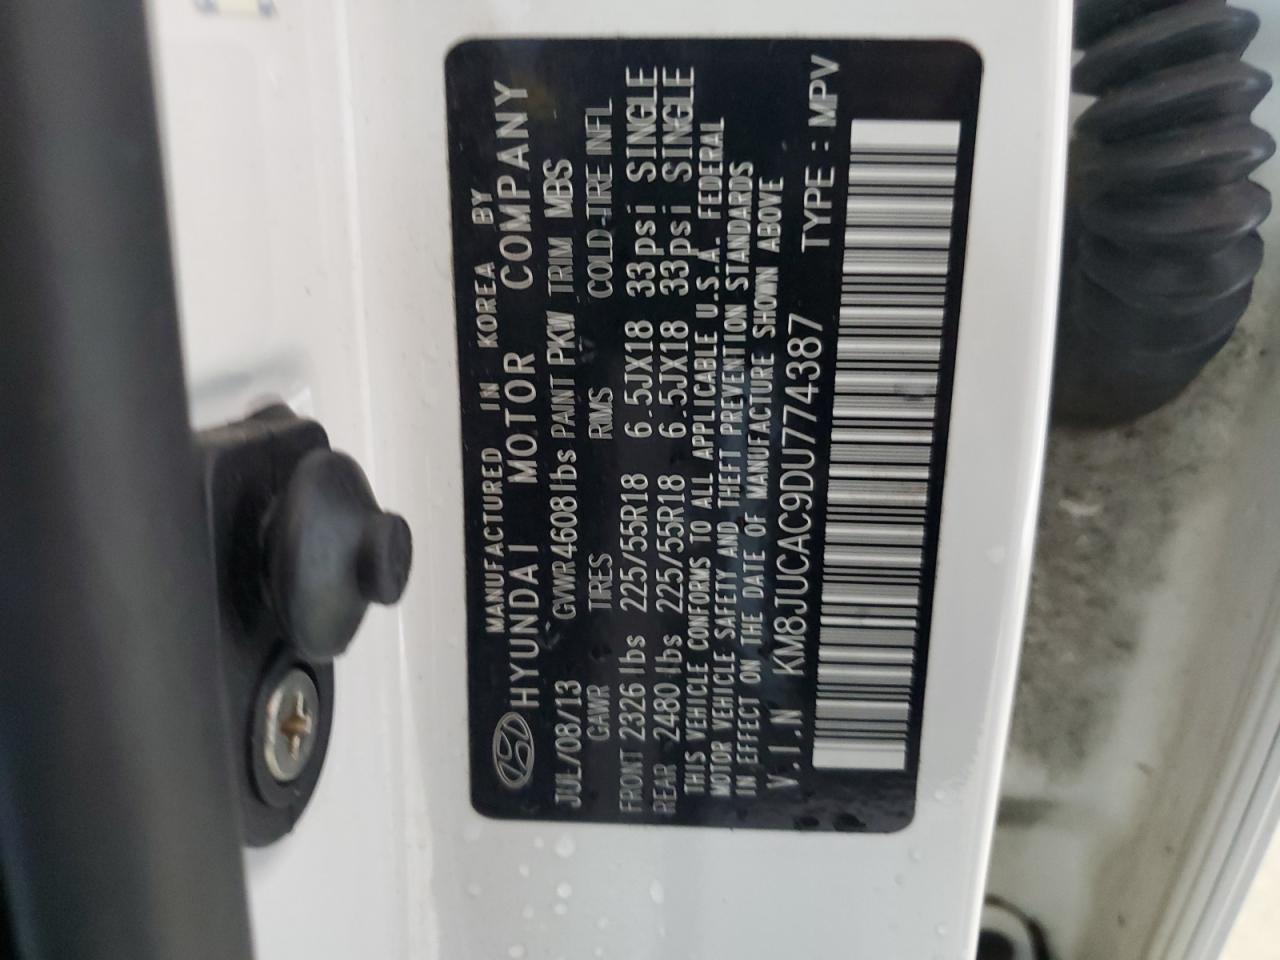 MANUFACTURED IN KOREA BY
HYUNDAI MOTOR COMPANY
JUL/08/13 GVWR 4608 lbs PAINT PKW TRIM MBS
GAWR TIRES RIMS COLD TIRE INFL
FRONT 2326 lbs 225/55R18 6.5JX18 33psi SINGLE
REAR 2480 lbs 225/55R18 6.5JX18 33psi SINGLE
THIS VEHICLE CONFORMS TO ALL APPLICABLE U.S.A. FEDERAL
MOTOR VEHICLE SAFETY AND THEFT PREVENTION STANDARDS
IN EFFECT ON THE DATE OF MANUFACTURE SHOWN ABOVE
V.I.N KM8JUCAC9DU774387 TYPE : MPV